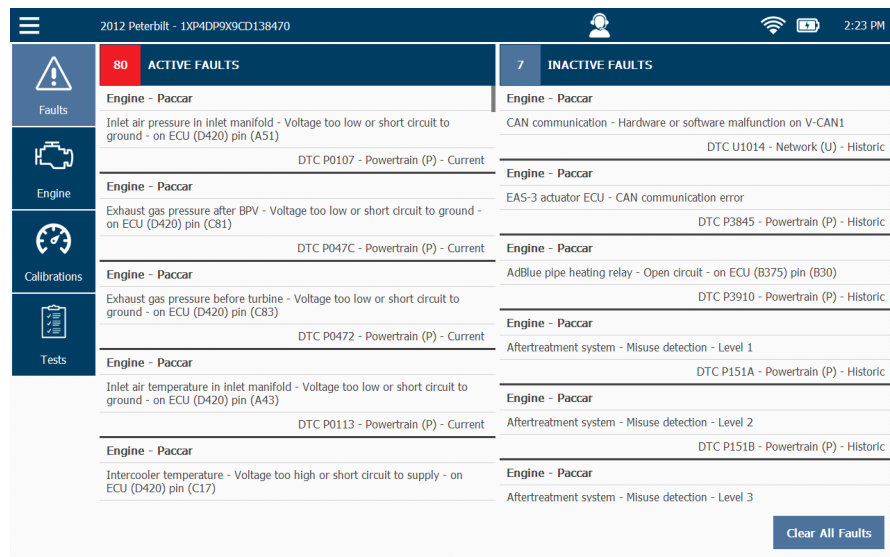 2012 Peterbilt - 1XP4DP9X9CD138470
2:23 PM
Faults
Engine
Calibrations
Tests
80 ACTIVE FAULTS
Engine - Paccar
Inlet air pressure in inlet manifold - Voltage too low or short circuit to
ground - on ECU (D420) pin (A51)
DTC P0107 - Powertrain (P) - Current
Engine - Paccar
Exhaust gas pressure after BPV - Voltage too low or short circuit to ground -
on ECU (D420) pin (C81)
DTC P047C - Powertrain (P) - Current
Engine - Paccar
Exhaust gas pressure before turbine - Voltage too low or short circuit to
ground - on ECU (D420) pin (C83)
DTC P0472 - Powertrain (P) - Current
Engine - Paccar
Inlet air temperature in inlet manifold - Voltage too low or short circuit to
ground - on ECU (D420) pin (A43)
DTC P0113 - Powertrain (P) - Current
Engine - Paccar
Intercooler temperature - Voltage too high or short circuit to supply - on
ECU (D420) pin (C17)
7 INACTIVE FAULTS
Engine - Paccar
CAN communication - Hardware or software malfunction on V-CAN1
DTC U1014 - Network (U) - Historic
Engine - Paccar
EAS-3 actuator ECU - CAN communication error
DTC P3845 - Powertrain (P) - Historic
Engine - Paccar
AdBlue pipe heating relay - Open circuit - on ECU (B375) pin (B30)
DTC P3910 - Powertrain (P) - Historic
Engine - Paccar
Aftertreatment system - Misuse detection - Level 1
DTC P151A - Powertrain (P) - Historic
Engine - Paccar
Aftertreatment system - Misuse detection - Level 2
DTC P151B - Powertrain (P) - Historic
Engine - Paccar
Aftertreatment system - Misuse detection - Level 3
Clear All Faults